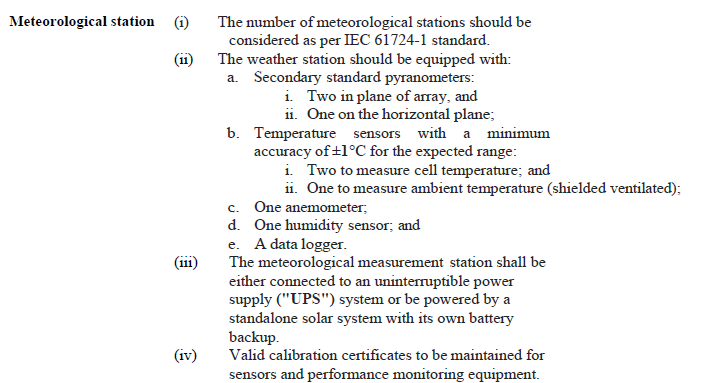 Meteorological station (i) The number of meteorological stations should be
considered as per IEC 61724-1 standard.
(ii) The weather station should be equipped with:
a. Secondary standard pyranometers:
i. Two in plane of array, and
ii. One on the horizontal plane;
b. Temperature sensors with a minimum
accuracy of ±1°C for the expected range:
i. Two to measure cell temperature; and
ii. One to measure ambient temperature (shielded ventilated);
c. One anemometer;
d. One humidity sensor; and
e. A data logger.
(iii) The meteorological measurement station shall be
either connected to an uninterruptible power
supply ("UPS") system or be powered by a
standalone solar system with its own battery
backup.
(iv) Valid calibration certificates to be maintained for
sensors and performance monitoring equipment.